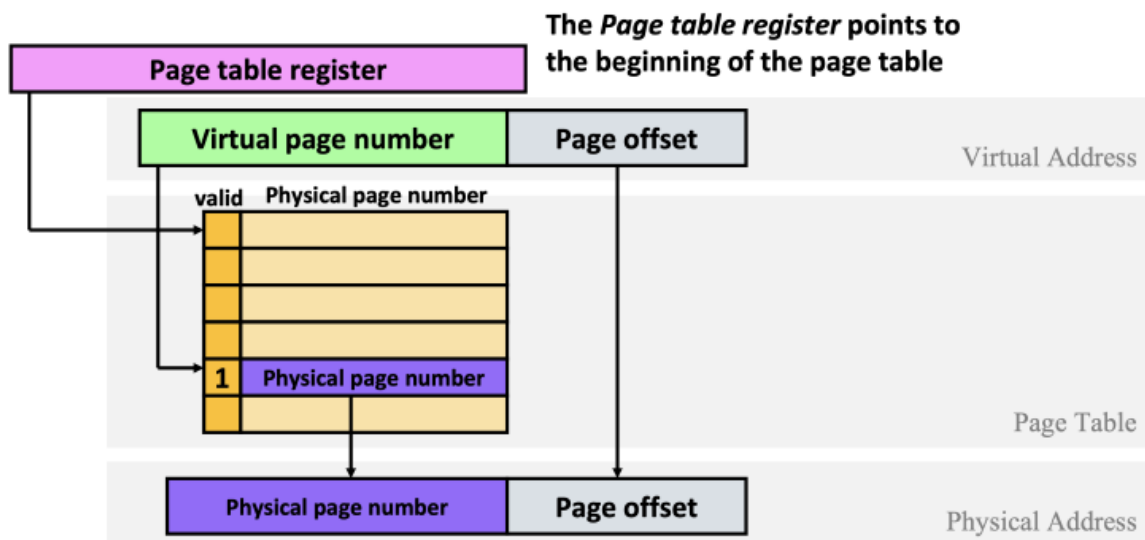 The Page table register points to
the beginning of the page table
Page table register
Virtual page number
Page offset
Virtual Address
valid
Physical page number
1
Physical page number
Page Table
Physical page number
Page offset
Physical Address